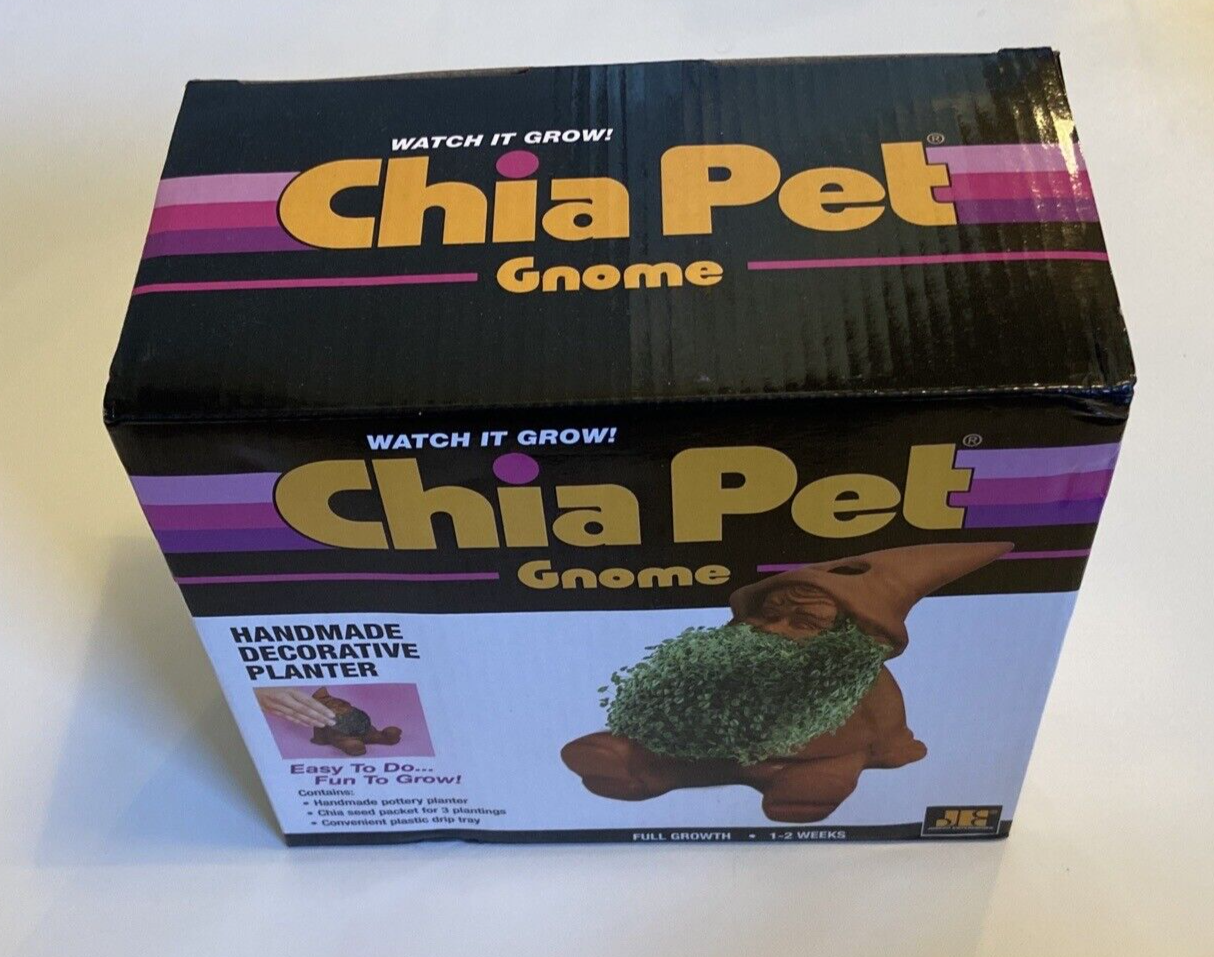 WATCH IT GROW!
Chia Pet®
Gnome
WATCH IT GROW!
Chia Pet®
Gnome
HANDMADE
DECORATIVE
PLANTER
Easy To Do...
Fun To Grow!
Contains:
• Handmade pottery planter
• Chia seed packet for 3 plantings
• Convenient plastic drip tray
FULL GROWTH • 1-2 WEEKS
JE